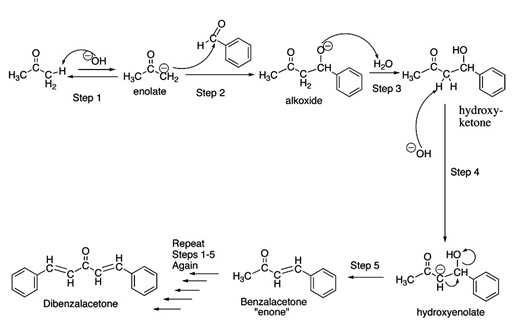 O
H₃C C C H
H₂
⊖OH
Step 1
O
H₃C C ⊖
CH₂
enolate
O
H C
Step 2
O O⊖
H₃C C C CH
H₂
alkoxide
H₂O
Step 3
O HO
H₃C C C CH
H H
hydroxy-
ketone
⊖OH
Step 4
O HO
H₃C C ⊖C CH
H
hydroxyenolate
Step 5
O H
H₃C C C C
H
Benzalacetone
"enone"
Repeat
Steps 1-5
Again
H O H
C C C C C
H H
Dibenzalacetone